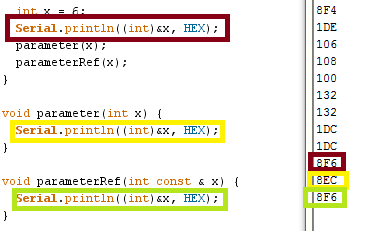 int x = 6;
Serial.println((int)&x, HEX);
parameter(x);
parameterRef(x);
}
void parameter(int x) {
Serial.println((int)&x, HEX);
}
void parameterRef(int const & x) {
Serial.println((int)&x, HEX);
}
8F4
1DE
106
108
100
132
132
1DC
1DC
8F6
8EC
8F6